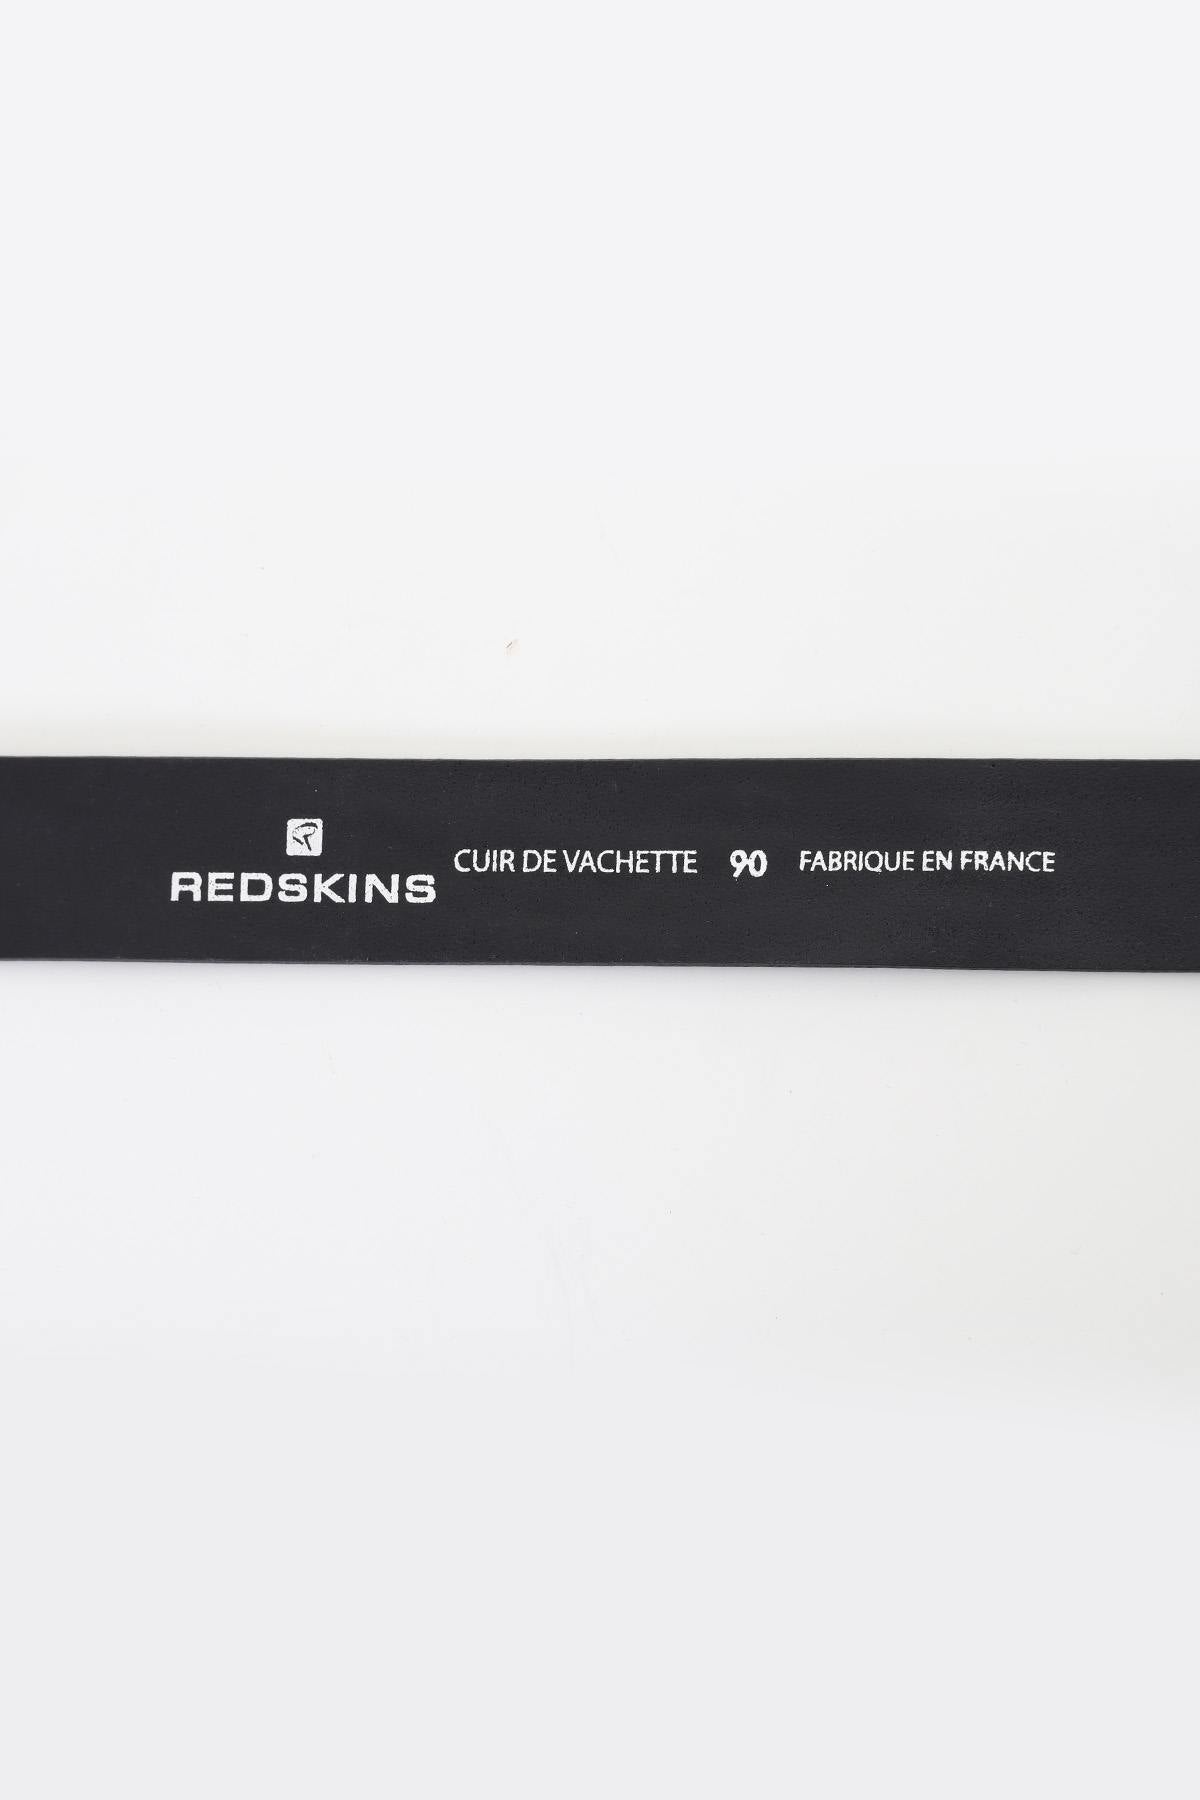 R
REDSKINS
CUIR DE VACHETTE 90 FABRIQUE EN FRANCE